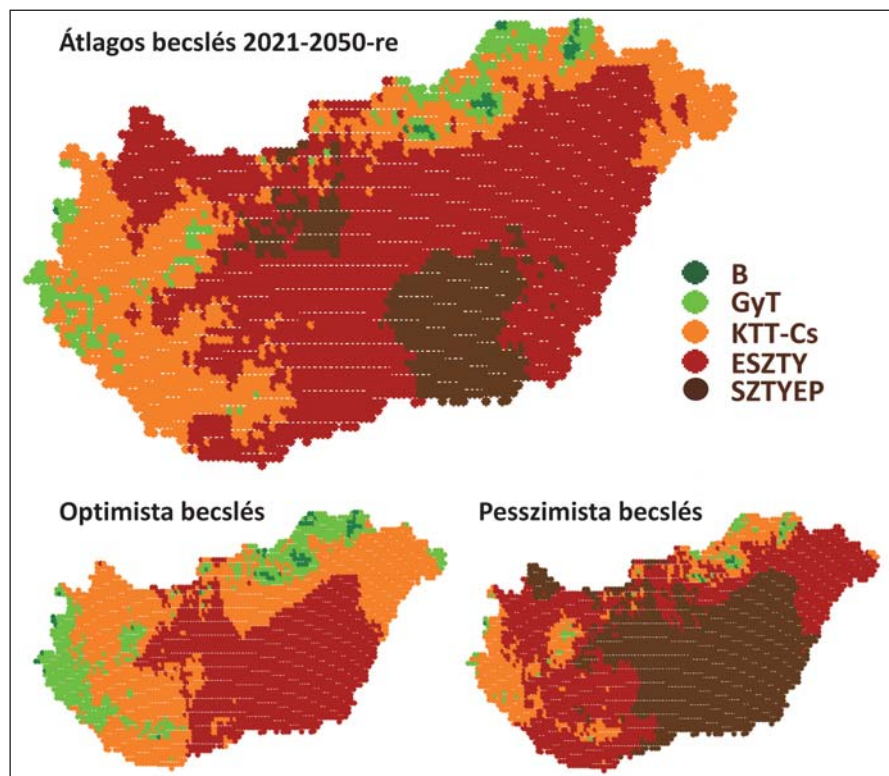 Átlagos becslés 2021-2050-re
B
GyT
KTT-Cs
ESZTY
SZTYEP
Optimista becslés
Pesszimista becslés